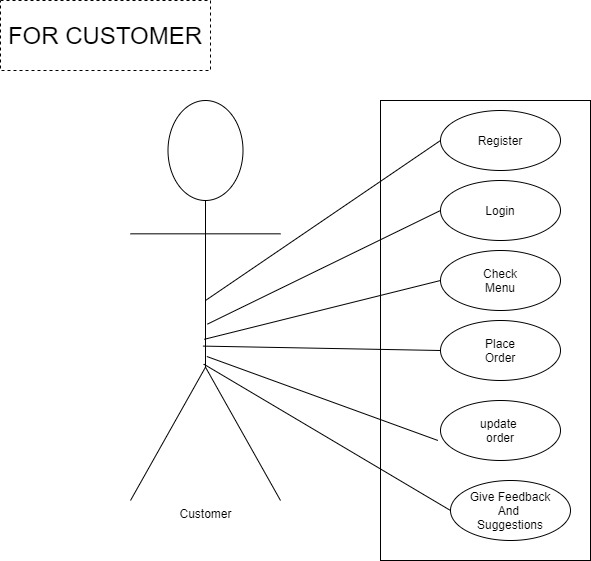 FOR CUSTOMER
Register
Login
Check
Menu
Place
Order
update
order
Give Feedback
And
Suggestions
Customer